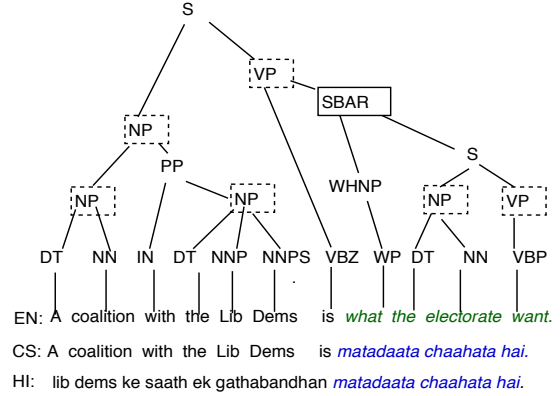 S
VP
SBAR
NP
PP
S
WHNP
NP
NP
NP
VP
DT NN IN DT NNP NNPS VBZ WP DT NN VBP
EN: A coalition with the Lib Dems is what the electorate want.
CS: A coalition with the Lib Dems is matadaata chaahata hai.
HI: lib dems ke saath ek gathabandhan matadaata chaahata hai.